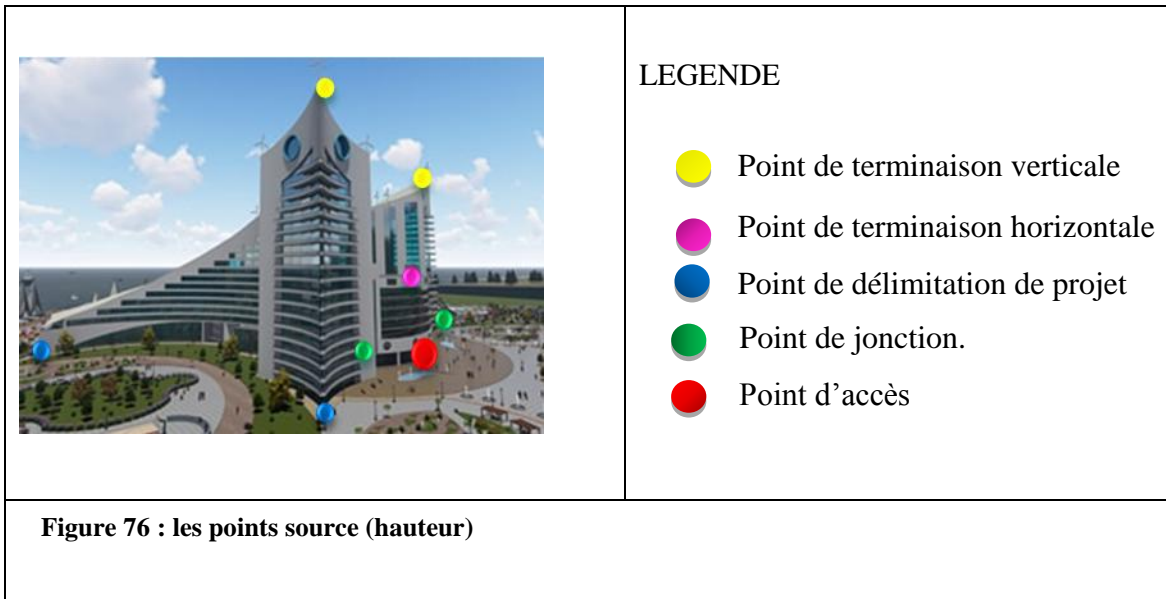 LEGENDE
Point de terminaison verticale
Point de terminaison horizontale
Point de délimitation de projet
Point de jonction.
Point d’accès
Figure 76 : les points source (hauteur)